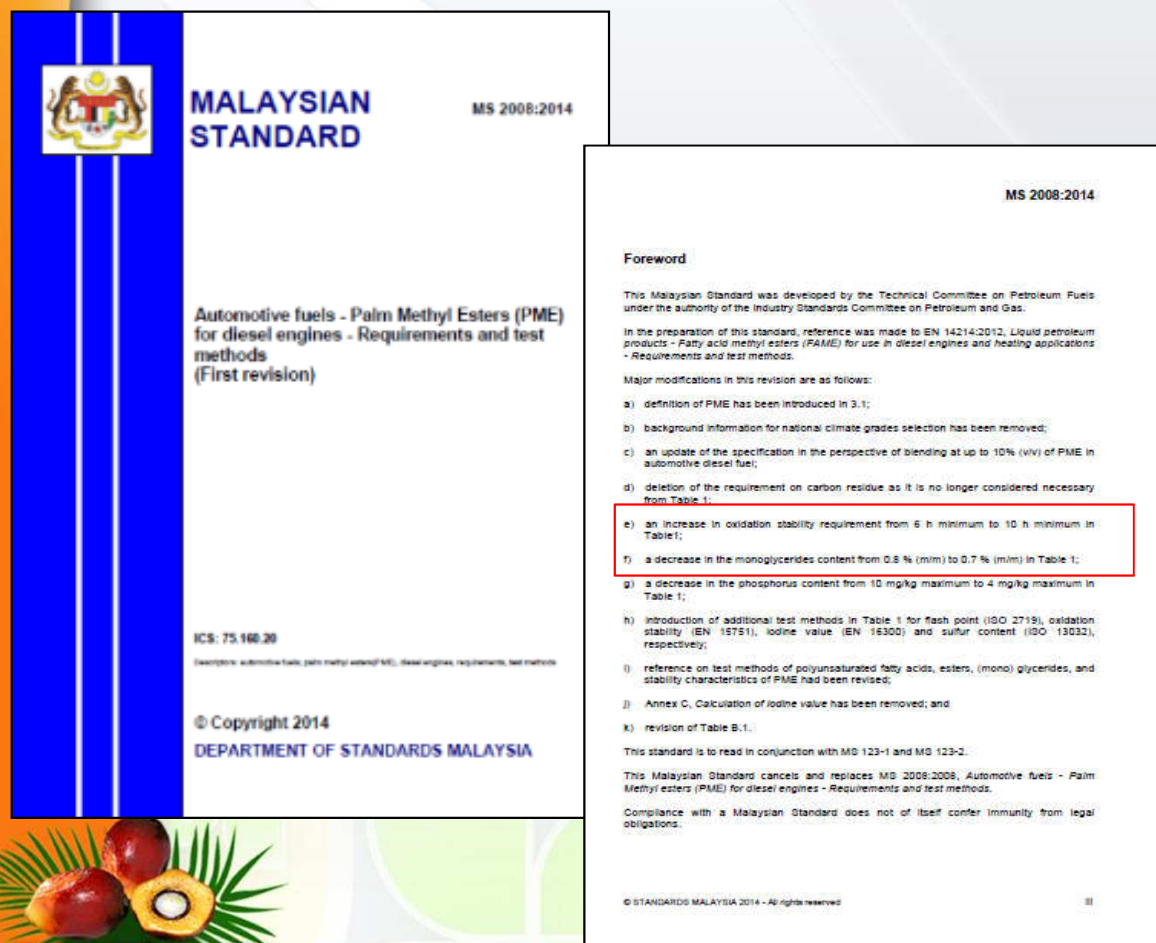 MALAYSIAN
STANDARD
MS 2008:2014
Automotive fuels - Palm Methyl Esters (PME)
for diesel engines - Requirements and test
methods
(First revision)
ICS: 75.160.20
Descriptors: automotive fuels, palm methyl esters(PME), diesel engines, requirements, test methods
© Copyright 2014
DEPARTMENT OF STANDARDS MALAYSIA
MS 2008:2014
Foreword
This Malaysian Standard was developed by the Technical Committee on Petroleum Fuels
under the authority of the Industry Standards Committee on Petroleum and Gas.
In the preparation of this standard, reference was made to EN 14214:2012, Liquid petroleum
products - Fatty acid methyl esters (FAME) for use in diesel engines and heating applications
- Requirements and test methods.
Major modifications in this revision are as follows:
a) definition of PME has been introduced in 3.1;
b) background information for national climate grades selection has been removed;
c) an update of the specification in the perspective of blending at up to 10% (v/v) of PME in
automotive diesel fuel;
d) deletion of the requirement on carbon residue as it is no longer considered necessary
from Table 1;
e) an increase in oxidation stability requirement from 6 h minimum to 10 h minimum in
Table1;
f) a decrease in the monoglycerides content from 0.8 % (m/m) to 0.7 % (m/m) in Table 1;
g) a decrease in the phosphorus content from 10 mg/kg maximum to 4 mg/kg maximum in
Table 1;
h) introduction of additional test methods in Table 1 for flash point (ISO 2719), oxidation
stability (EN 15751), iodine value (EN 16300) and sulfur content (ISO 13032),
respectively;
i) reference on test methods of polyunsaturated fatty acids, esters, (mono) glycerides, and
stability characteristics of PME had been revised;
j) Annex C, Calculation of iodine value has been removed; and
k) revision of Table B.1.
This standard is to read in conjunction with MS 123-1 and MS 123-2.
This Malaysian Standard cancels and replaces MS 2008:2008, Automotive fuels - Palm
Methyl esters (PME) for diesel engines - Requirements and test methods.
Compliance with a Malaysian Standard does not of itself confer immunity from legal
obligations.
© STANDARDS MALAYSIA 2014 - All rights reserved
iii